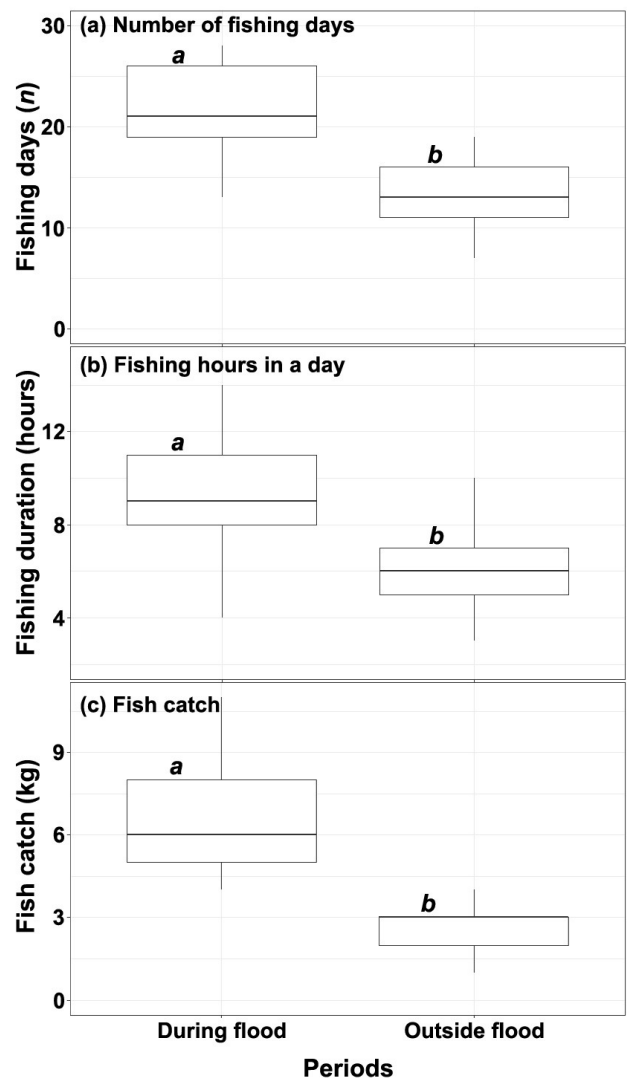 (a) Number of fishing days
Fishing days (n)
30
20
10
0
a
b
(b) Fishing hours in a day
Fishing duration (hours)
12
8
4
a
b
(c) Fish catch
Fish catch (kg)
9
6
3
0
a
b
During flood
Outside flood
Periods